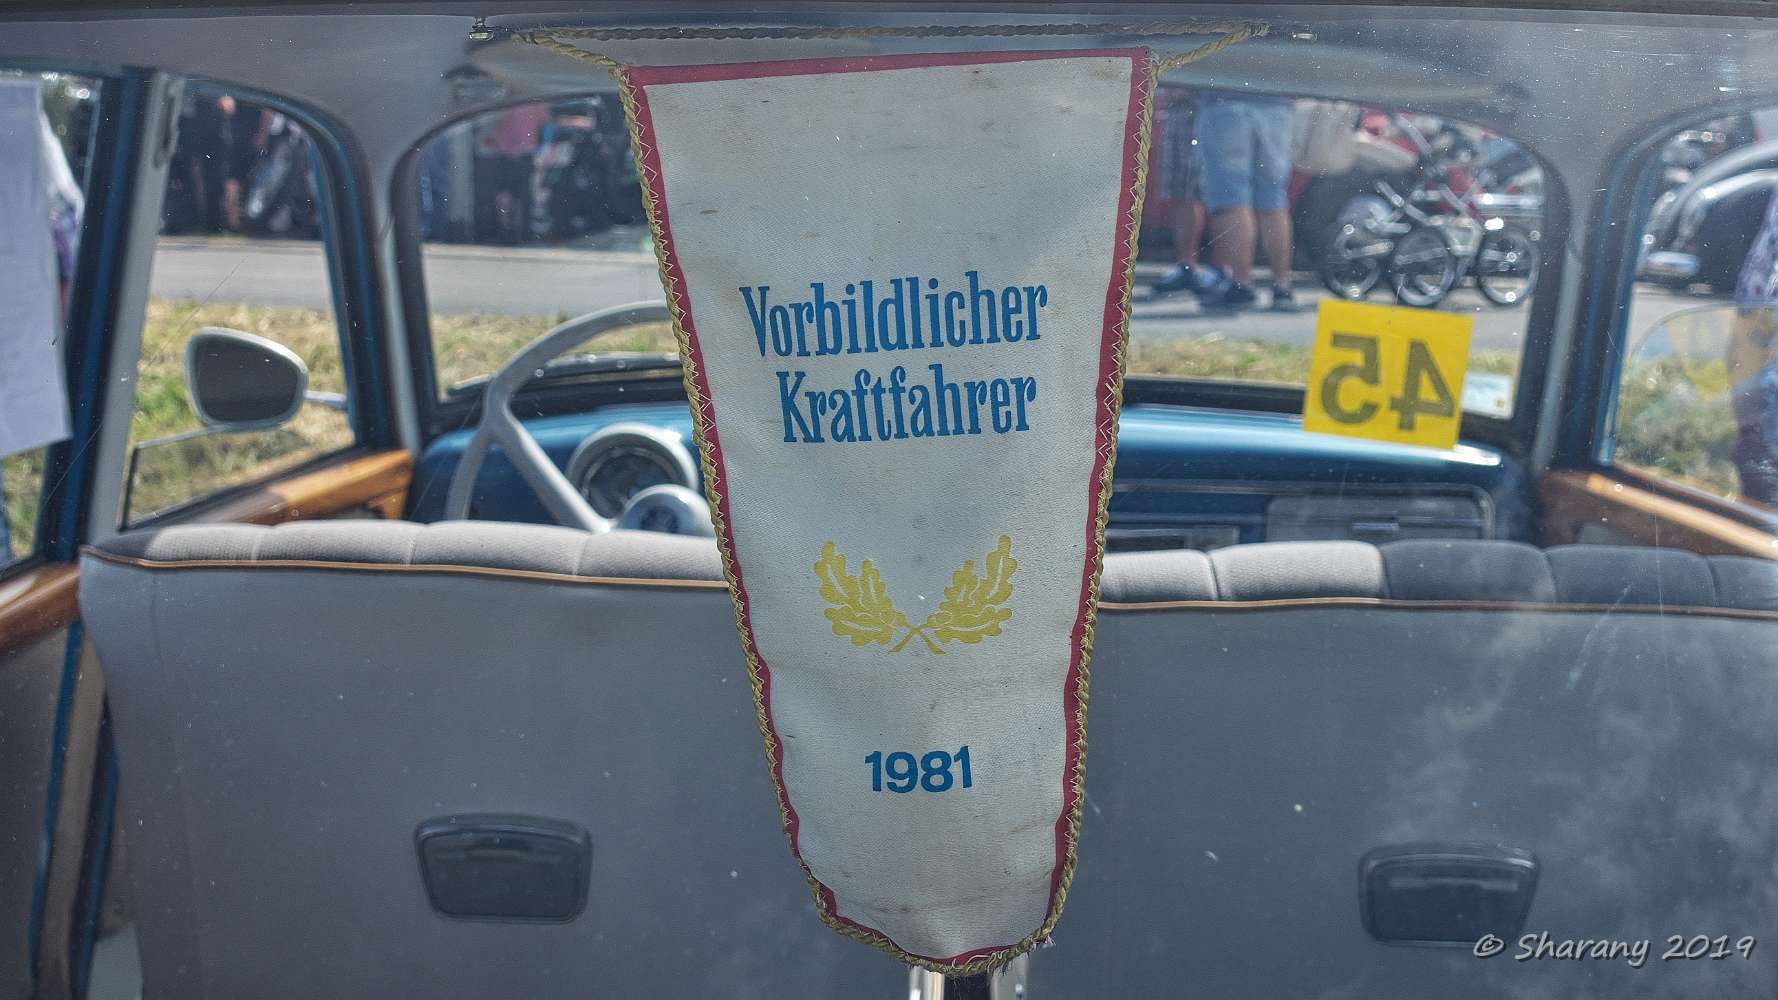 Vorbildlicher
Kraftfahrer
45
1981
© Sharany 2019